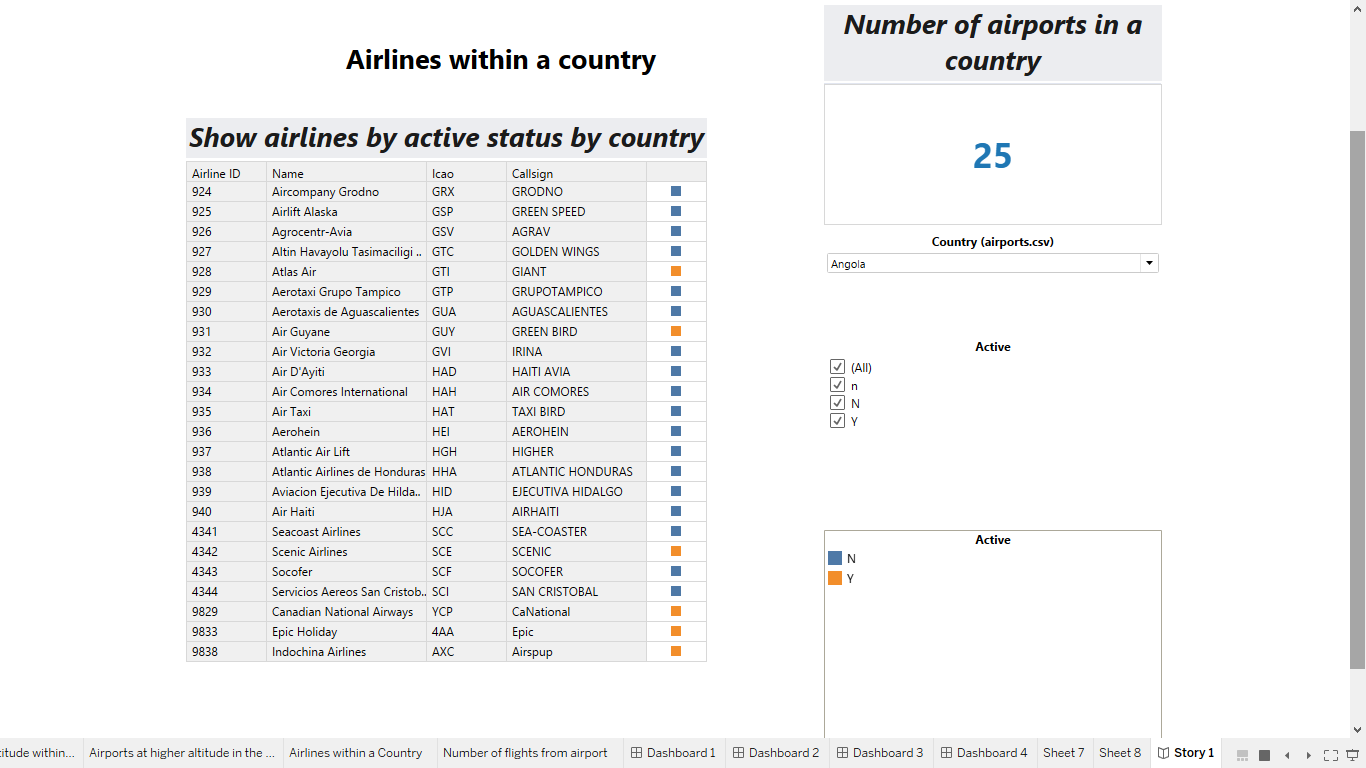 Airlines within a country
Show airlines by active status by country
Airline ID Name Icao Callsign
924 Aircompany Grodno GRX GRODNO
925 Airlift Alaska GSP GREEN SPEED
926 Agrocentr-Avia GSV AGRAV
927 Altin Havayolu Tasimaciligi .. GTC GOLDEN WINGS
928 Atlas Air GTI GIANT
929 Aerotaxi Grupo Tampico GTP GRUPOTAMPICO
930 Aerotaxis de Aguascalientes GUA AGUASCALIENTES
931 Air Guyane GUY GREEN BIRD
932 Air Victoria Georgia GVI IRINA
933 Air D'Ayiti HAD HAITI AVIA
934 Air Comores International HAH AIR COMORES
935 Air Taxi HAT TAXI BIRD
936 Aerohein HEI AEROHEIN
937 Atlantic Air Lift HGH HIGHER
938 Atlantic Airlines de Honduras HHA ATLANTIC HONDURAS
939 Aviacion Ejecutiva De Hilda.. HID EJECUTIVA HIDALGO
940 Air Haiti HJA AIRHAITI
4341 Seacoast Airlines SCC SEA-COASTER
4342 Scenic Airlines SCE SCENIC
4343 Socofer SCF SOCOFER
4344 Servicios Aereos San Cristob.. SCI SAN CRISTOBAL
9829 Canadian National Airways YCP CaNational
9833 Epic Holiday 4AA Epic
9838 Indochina Airlines AXC Airspup
Number of airports in a
country
25
Country (airports.csv)
Angola
Active
(All)
n
N
Y
Active
N
Y
titude within... Airports at higher altitude in the ... Airlines within a Country Number of flights from airport Dashboard 1 Dashboard 2 Dashboard 3 Dashboard 4 Sheet 7 Sheet 8 Story 1